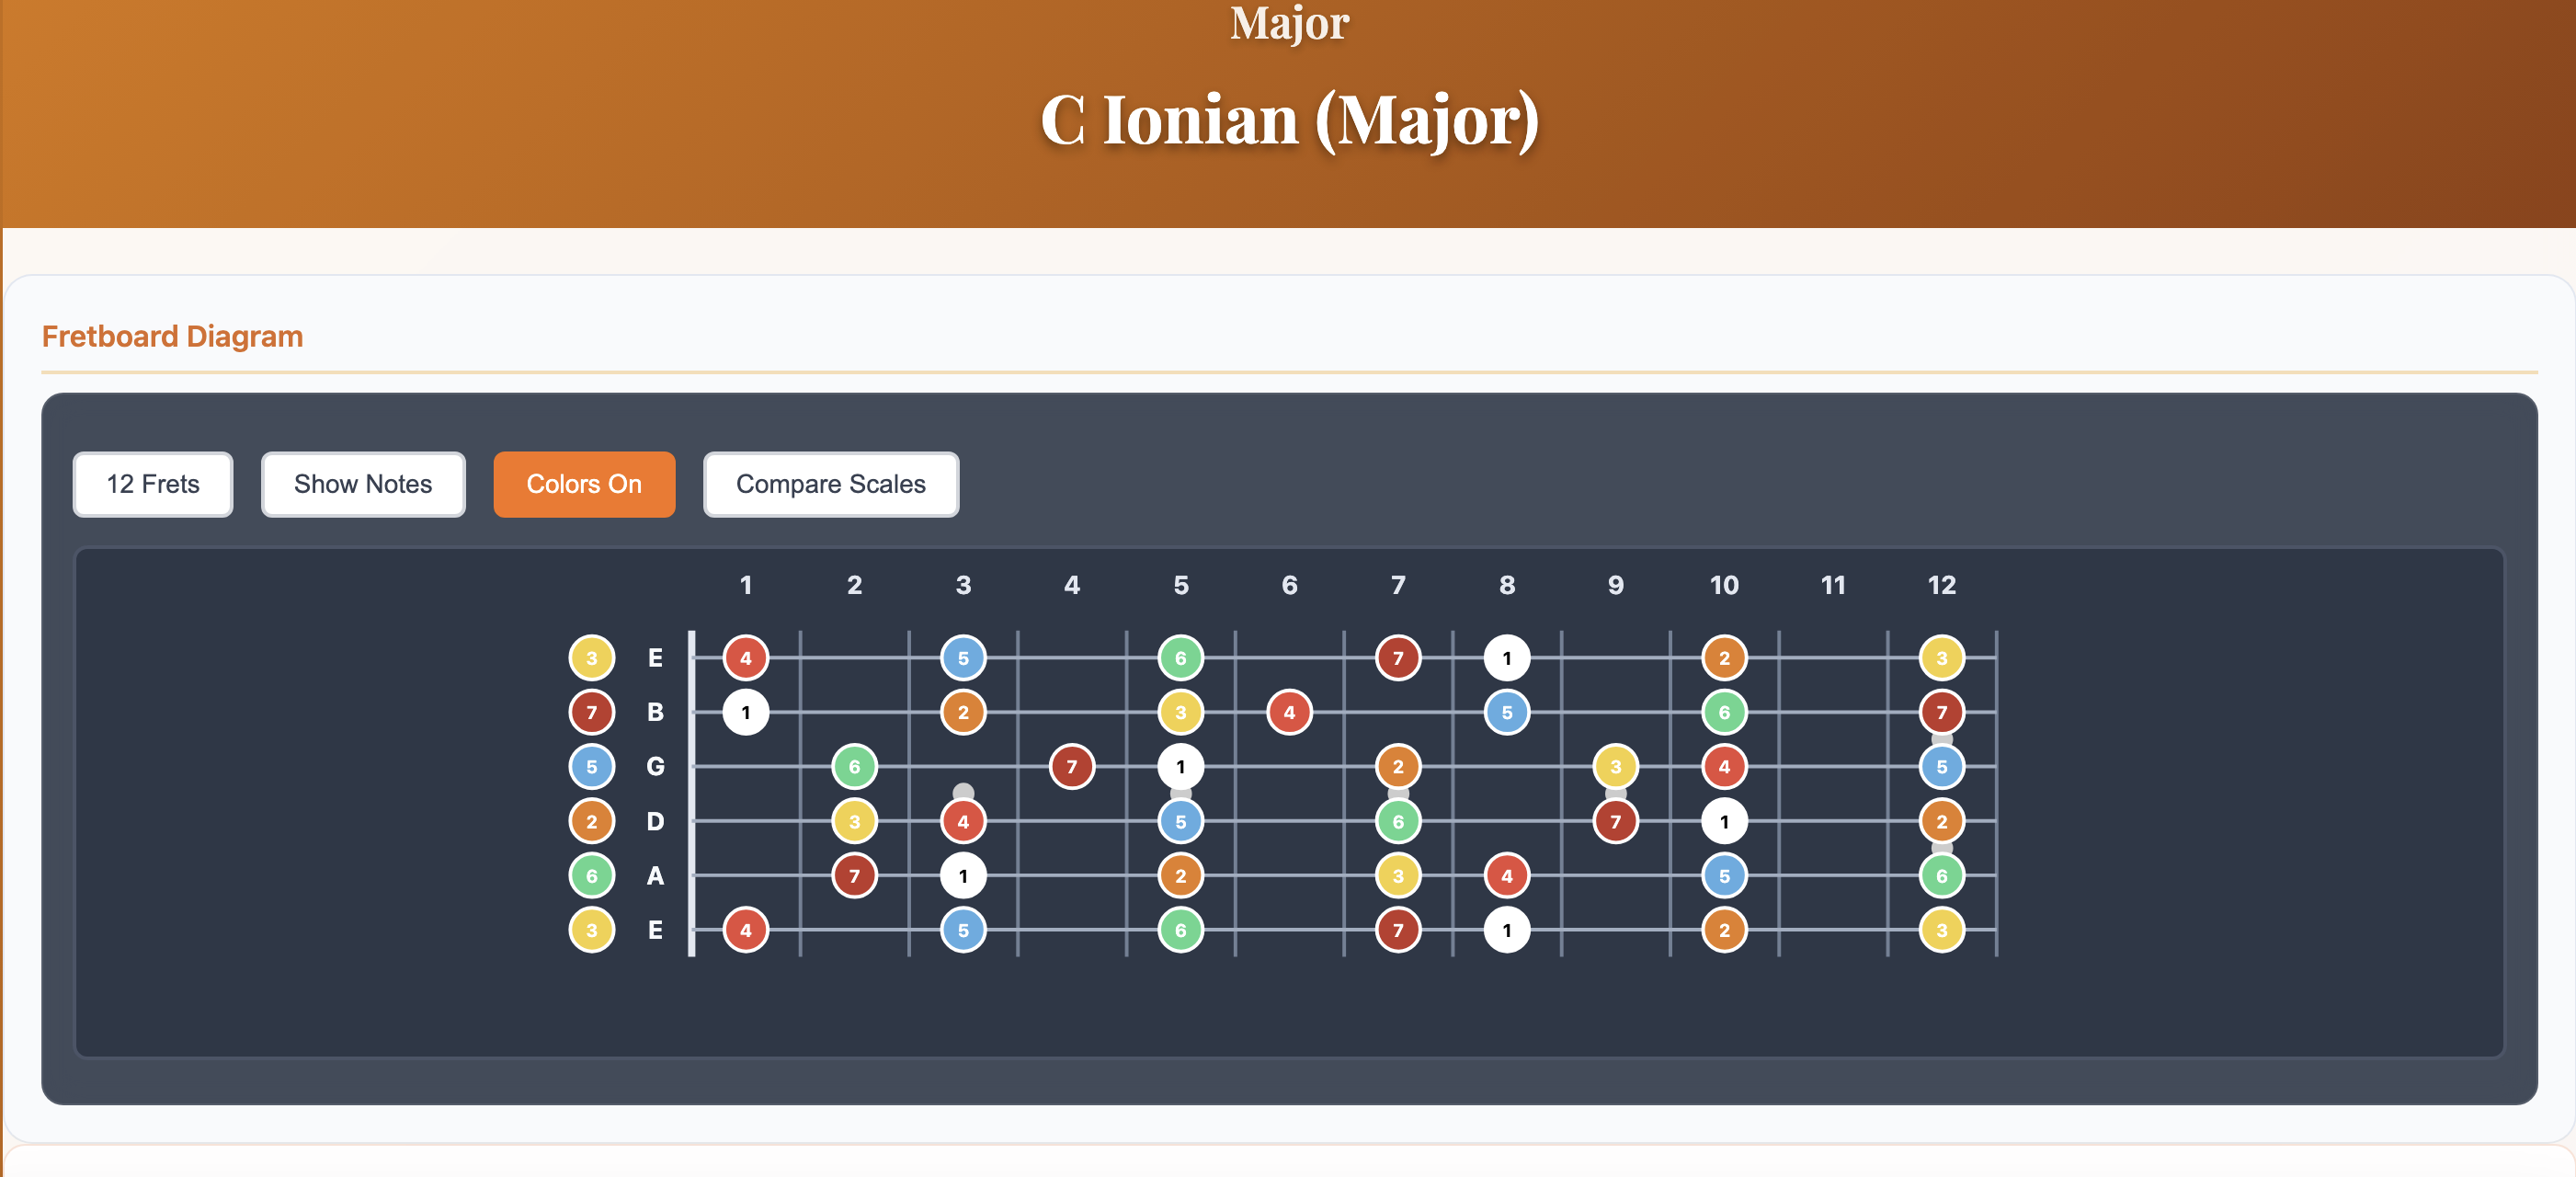 Major
C Ionian (Major)
Fretboard Diagram
12 Frets Show Notes Colors On Compare Scales
1 2 3 4 5 6 7 8 9 10 11 12
3 E 4 5 6 7 1 2 3
7 B 1 2 3 4 5 6 7
5 G 6 7 1 2 3 4 5
2 D 3 4 5 6 7 1 2
6 A 7 1 2 3 4 5 6
3 E 4 5 6 7 1 2 3